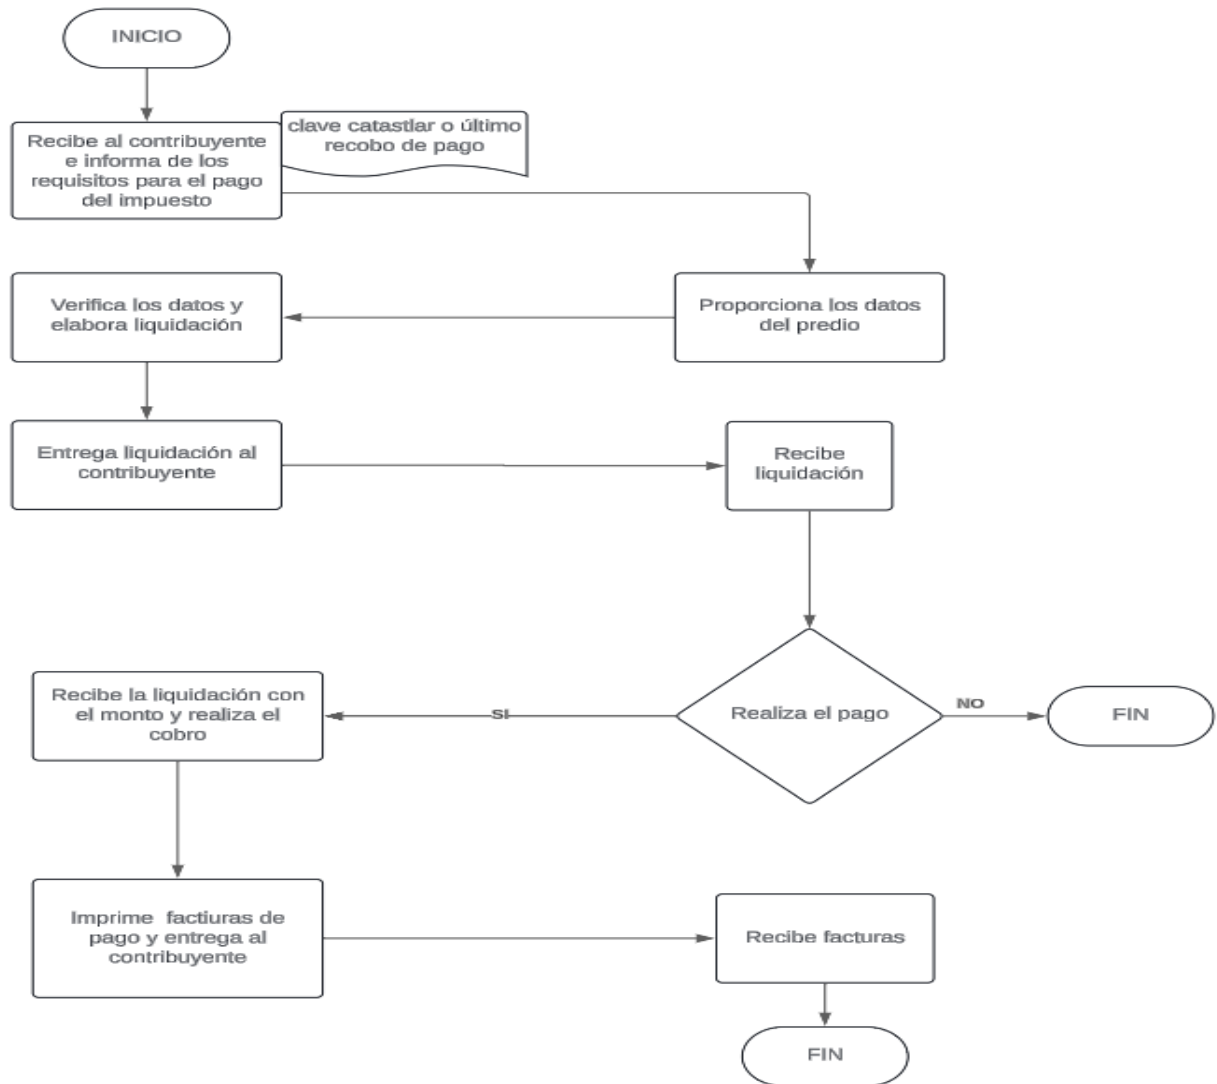 INICIO
Recibe al contribuyente
e informa de los
requisitos para el pago
del impuesto
clave catastlar o último
recobo de pago
Proporciona los datos
del predio
Verifica los datos y
elabora liquidación
Entrega liquidación al
contribuyente
Recibe
liquidación
Realiza el pago
NO
FIN
SI
Recibe la liquidación con
el monto y realiza el
cobro
Imprime factiuras de
pago y entrega al
contribuyente
Recibe facturas
FIN